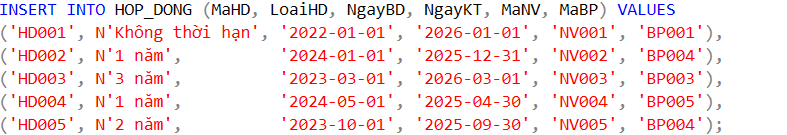 INSERT INTO HOP_DONG (MaHD, LoaiHD, NgayBD, NgayKT, MaNV, MaBP) VALUES
('HD001', N'Không thời hạn', '2022-01-01', '2026-01-01', 'NV001', 'BP001'),
('HD002', N'1 năm',          '2024-01-01', '2025-12-31', 'NV002', 'BP004'),
('HD003', N'3 năm',          '2023-03-01', '2026-03-01', 'NV003', 'BP003'),
('HD004', N'1 năm',          '2024-05-01', '2025-04-30', 'NV004', 'BP005'),
('HD005', N'2 năm',          '2023-10-01', '2025-09-30', 'NV005', 'BP004');